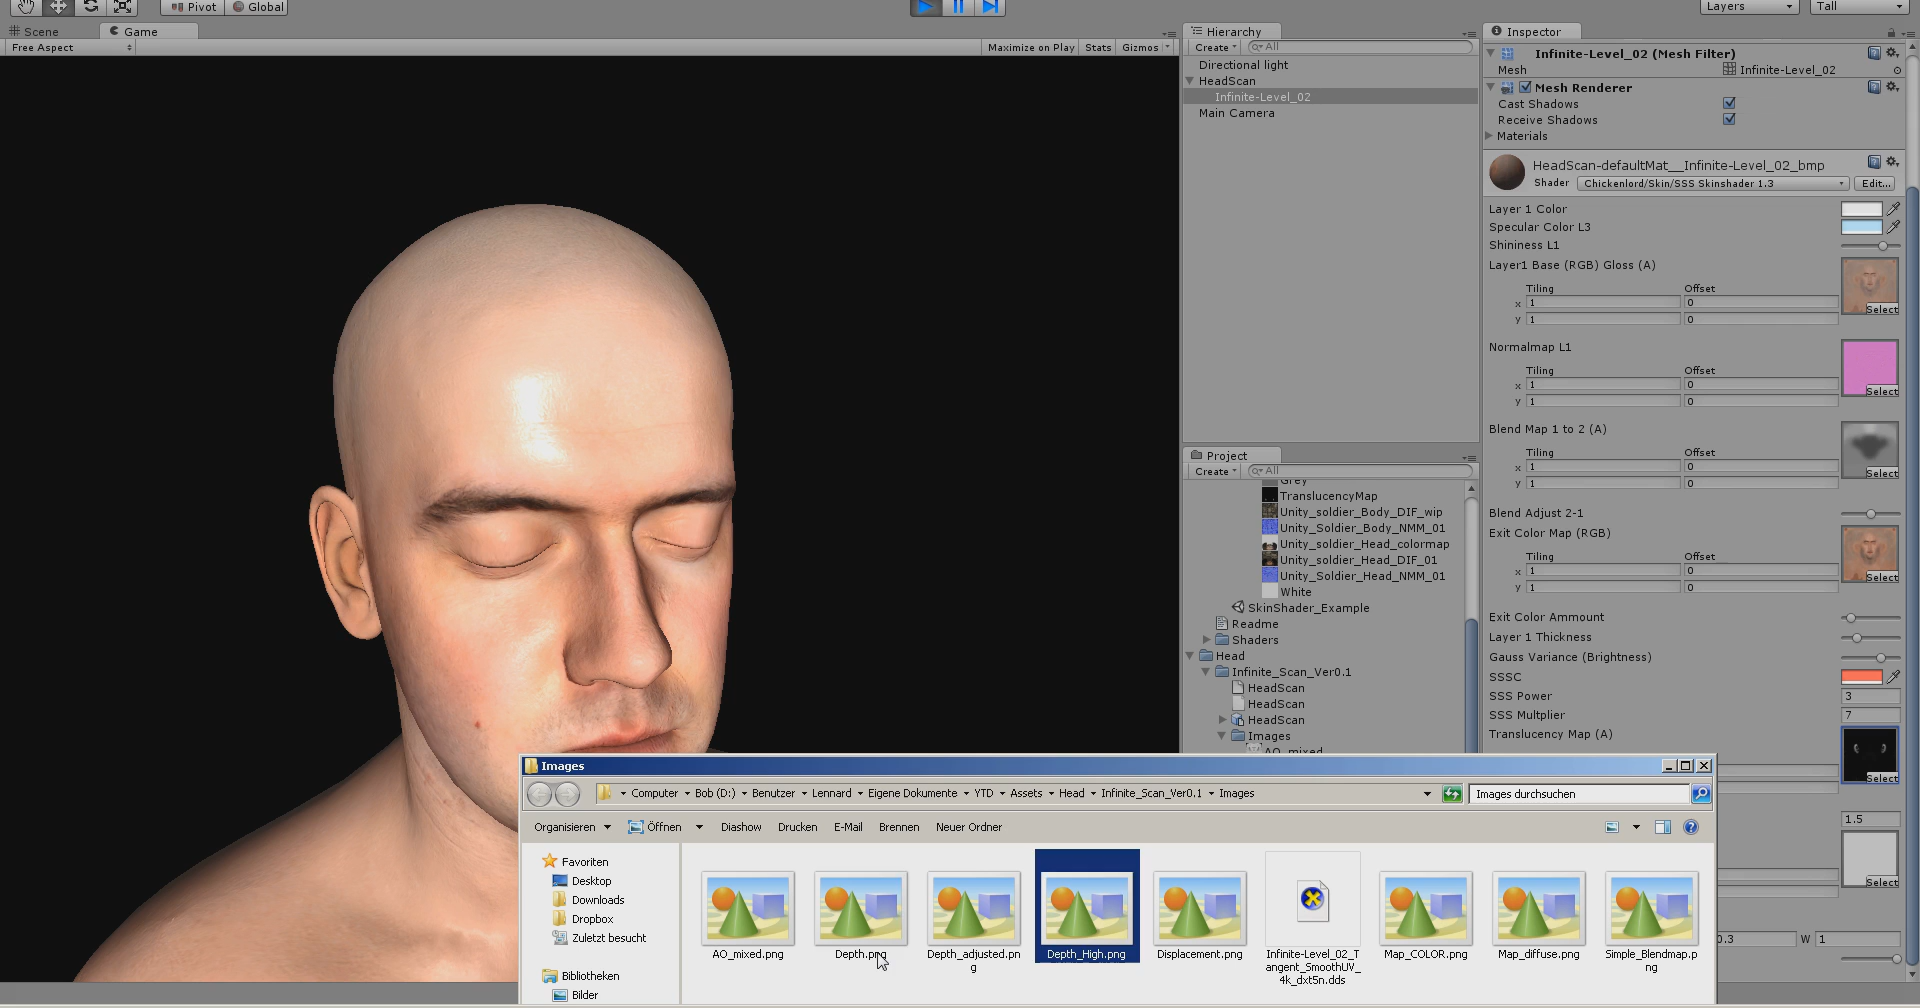 Pivot
Global
Layers
Tall
Scene
Game
Free Aspect
Maximize on Play
Stats
Gizmos
Hierarchy
Create
All
Directional light
HeadScan
Infinite-Level_02
Main Camera
Project
Create
All
Grey
TranslucencyMap
Unity_soldier_Body_DIF_wip
Unity_Soldier_Body_NMM_01
Unity_soldier_Head_colormap
Unity_soldier_Head_DIF_01
Unity_Soldier_Head_NMM_01
White
SkinShader_Example
Readme
Shaders
Head
Infinite_Scan_Ver0.1
HeadScan
HeadScan
HeadScan
Images
AO_mixed
Inspector
Infinite-Level_02 (Mesh Filter)
Mesh
Infinite-Level_02
Mesh Renderer
Cast Shadows
Receive Shadows
Materials
HeadScan-defaultMat__Infinite-Level_02_bmp
Shader
Chickenlord/Skin/SSS Skinshader 1.3
Edit...
Layer 1 Color
Specular Color L3
Shininess L1
Layer1 Base (RGB) Gloss (A)
Tiling Offset
x 1 0
y 1 0
Select
Normalmap L1
Tiling Offset
x 1 0
y 1 0
Select
Blend Map 1 to 2 (A)
Tiling Offset
x 1 0
y 1 0
Select
Blend Adjust 2-1
Exit Color Map (RGB)
Tiling Offset
x 1 0
y 1 0
Select
Exit Color Ammount
Layer 1 Thickness
Gauss Variance (Brightness)
SSSC
SSS Power
3
SSS Multplier
7
Translucency Map (A)
Select
1.5
Select
0.3
W 1
Images
Computer
Bob (D:)
Benutzer
Lennard
Eigene Dokumente
YTD
Assets
Head
Infinite_Scan_Ver0.1
Images
Images durchsuchen
Organisieren
Öffnen
Diashow
Drucken
E-Mail
Brennen
Neuer Ordner
Favoriten
Desktop
Downloads
Dropbox
Zuletzt besucht
Bibliotheken
Bilder
AO_mixed.png
Depth.png
Depth_adjusted.pn
g
Depth_High.png
Displacement.png
Infinite-Level_02_T
angent_SmoothUV_
4k_dxt5n.dds
Map_COLOR.png
Map_diffuse.png
Simple_Blendmap.p
ng